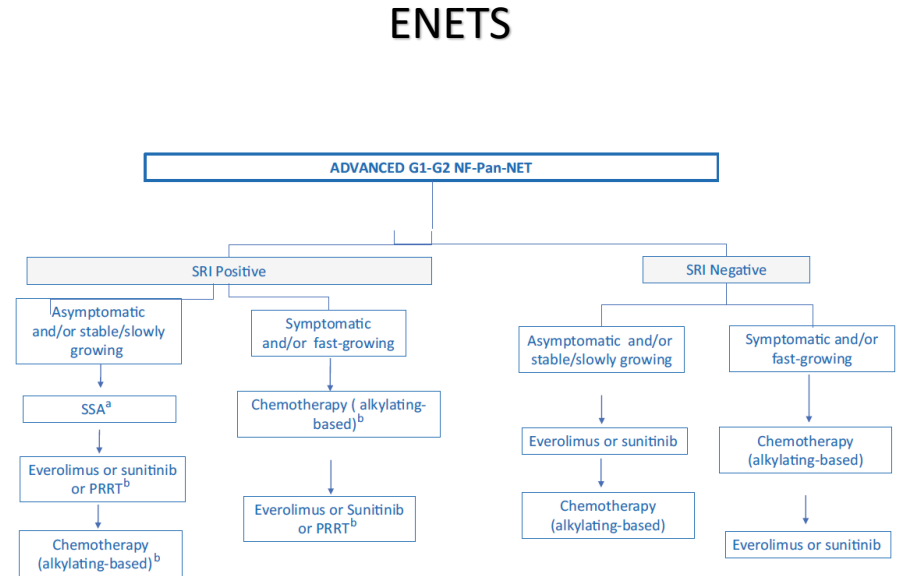 ENETS
ADVANCED G1-G2 NF-Pan-NET
SRI Positive
SRI Negative
Asymptomatic
and/or stable/slowly
growing
Symptomatic
and/or fast-growing
Asymptomatic and/or
stable/slowly growing
Symptomatic and/or
fast-growing
SSAa
Chemotherapy ( alkylating-
based)b
Everolimus or sunitinib
Chemotherapy
(alkylating-based)
Everolimus or sunitinib
or PRRTb
Everolimus or Sunitinib
or PRRTb
Chemotherapy
(alkylating-based)
Everolimus or sunitinib
Chemotherapy
(alkylating-based)b